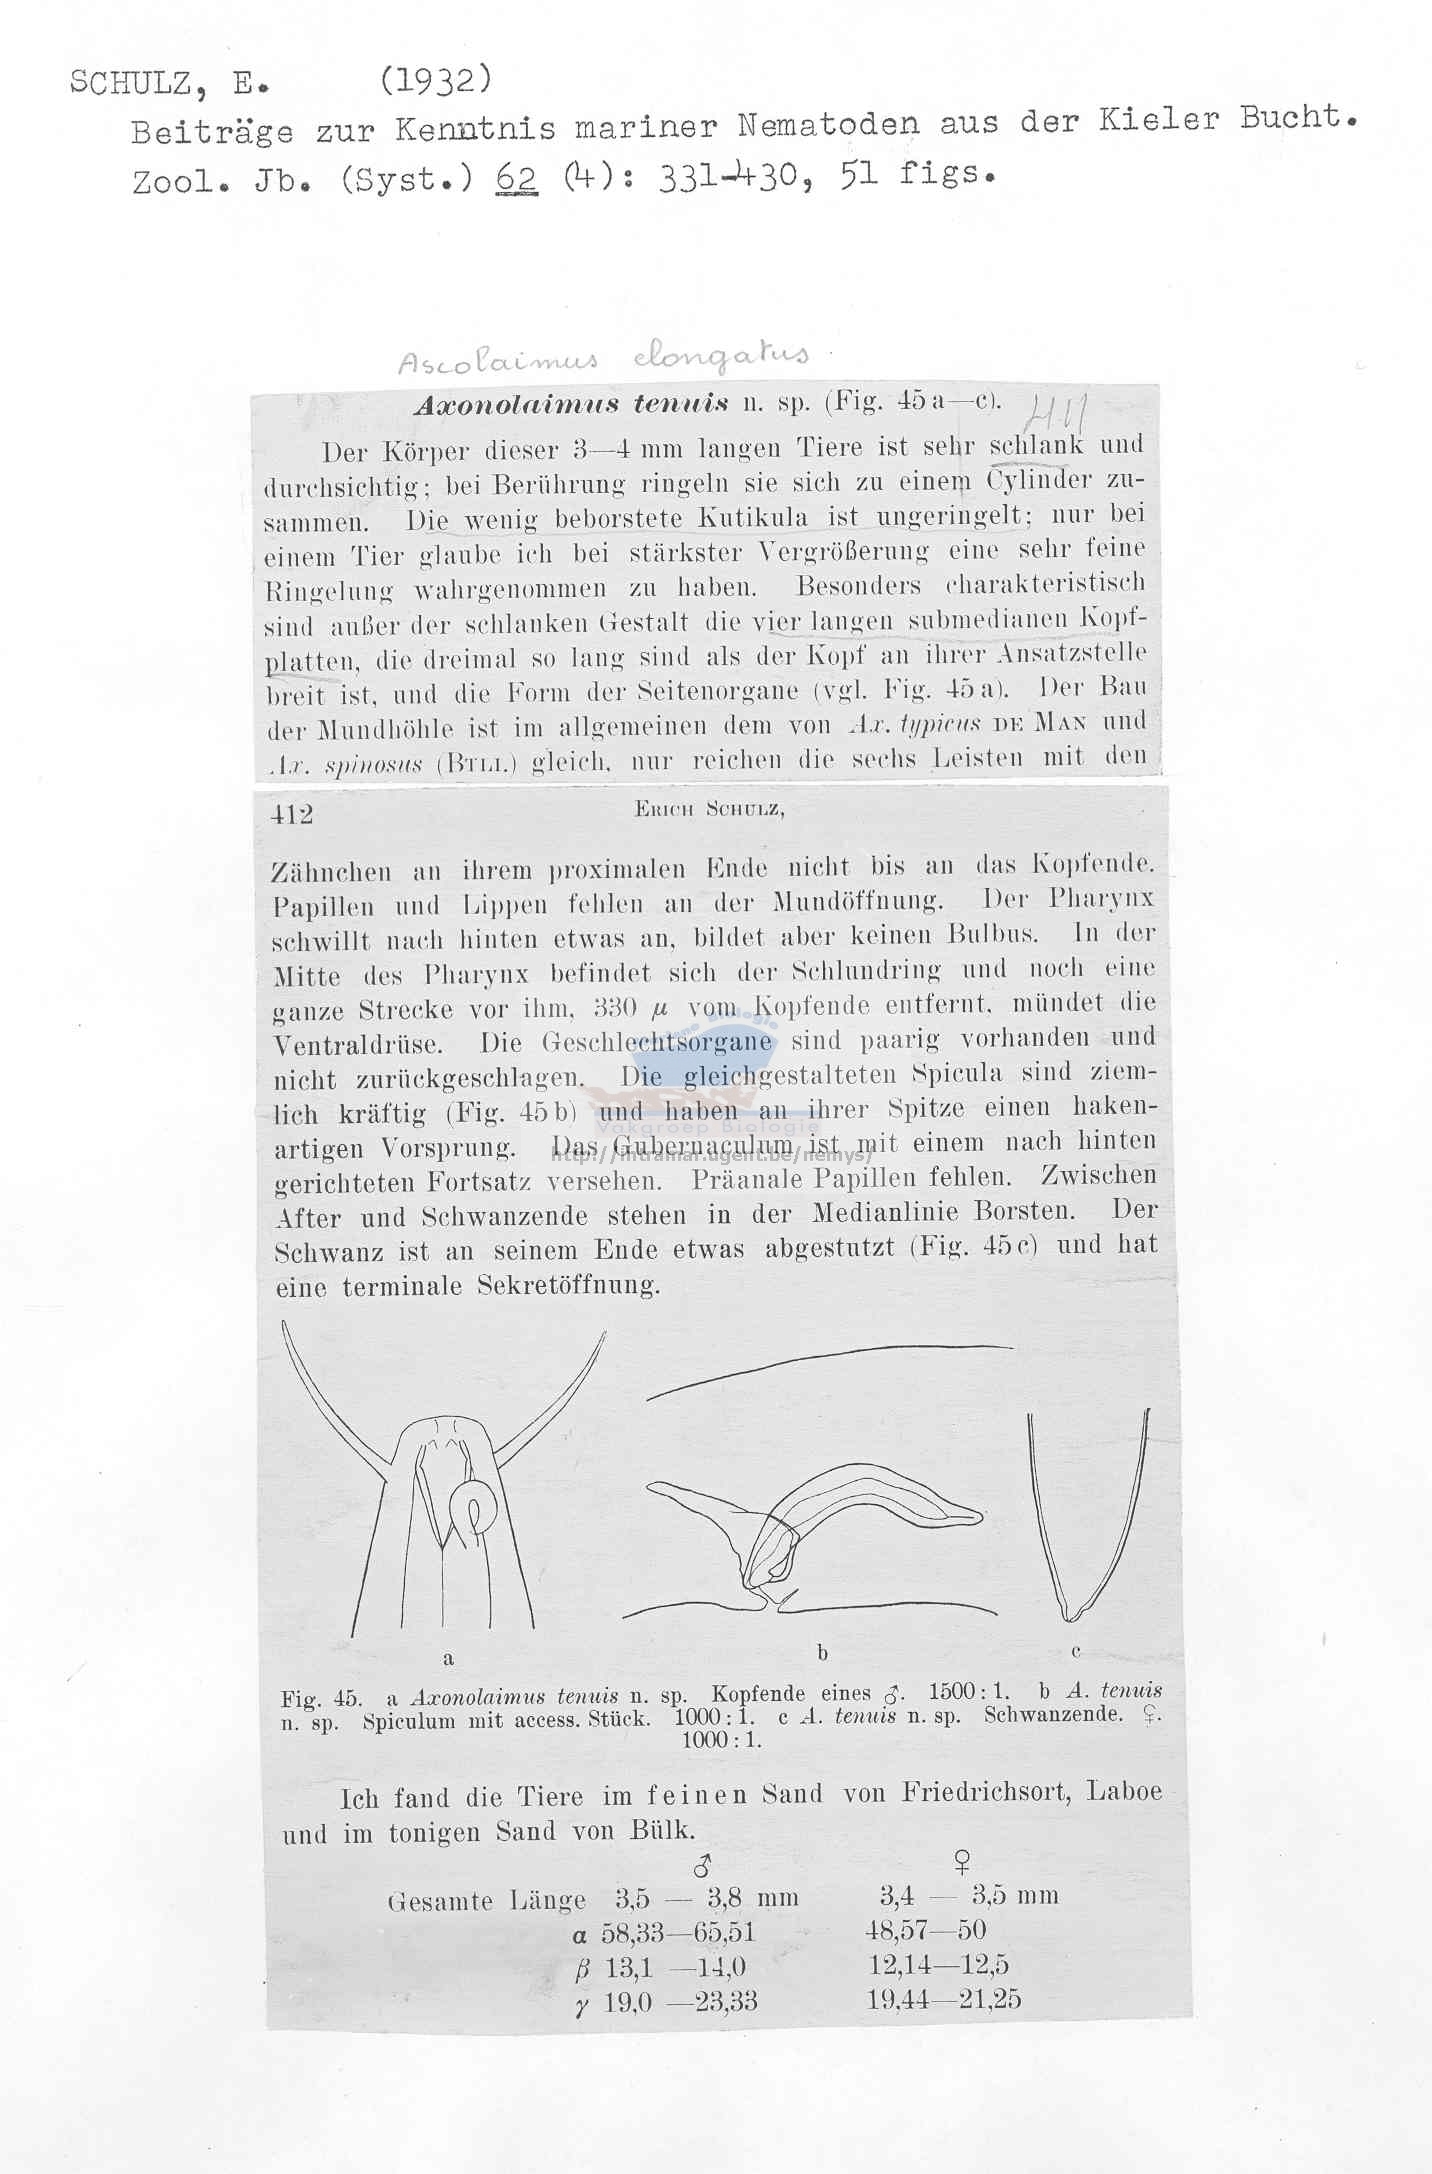 SCHULZ, E. (1932)
Beiträge zur Kenntnis mariner Nematoden aus der Kieler Bucht.
Zool. Jb. (Syst.) 62 (4): 331-430, 51 figs.
Ascolaimus elongatus
Axonolaimus tenuis n. sp. (Fig. 45 a—c).
411
Der Körper dieser 3—4 mm langen Tiere ist sehr schlank und
durchsichtig; bei Berührung ringeln sie sich zu einem Cylinder zu-
sammen. Die wenig beborstete Kutikula ist ungeringelt; nur bei
einem Tier glaube ich bei stärkster Vergrößerung eine sehr feine
Ringelung wahrgenommen zu haben. Besonders charakteristisch
sind außer der schlanken Gestalt die vier langen submedianen Kopf-
platten, die dreimal so lang sind als der Kopf an ihrer Ansatzstelle
breit ist, und die Form der Seitenorgane (vgl. Fig. 45 a). Der Bau
der Mundhöhle ist im allgemeinen dem von Ax. typicus DE MAN und
Ax. spinosus (BTLI.) gleich, nur reichen die sechs Leisten mit den
412 ERICH SCHULZ,
Zähnchen an ihrem proximalen Ende nicht bis an das Kopfende.
Papillen und Lippen fehlen an der Mundöffnung. Der Pharynx
schwillt nach hinten etwas an, bildet aber keinen Bulbus. In der
Mitte des Pharynx befindet sich der Schlundring und noch eine
ganze Strecke vor ihm, 330 μ vom Kopfende entfernt, mündet die
Ventraldrüse. Die Geschlechtsorgane sind paarig vorhanden und
nicht zurückgeschlagen. Die gleichgestalteten Spicula sind ziem-
lich kräftig (Fig. 45 b) und haben an ihrer Spitze einen haken-
Vakgroep Biologie
artigen Vorsprung. Das Gubernaculum ist mit einem nach hinten
http://intramar.ugent.be/nemys/
gerichteten Fortsatz versehen. Präanale Papillen fehlen. Zwischen
After und Schwanzende stehen in der Medianlinie Borsten. Der
Schwanz ist an seinem Ende etwas abgestutzt (Fig. 45 c) und hat
eine terminale Sekretöffnung.
a b c
Fig. 45. a Axonolaimus tenuis n. sp. Kopfende eines ♂. 1500 : 1. b A. tenuis
n. sp. Spiculum mit access. Stück. 1000 : 1. c A. tenuis n. sp. Schwanzende. ♀.
1000 : 1.
Ich fand die Tiere im feinen Sand von Friedrichsort, Laboe
und im tonigen Sand von Bülk.
♂ ♀
Gesamte Länge 3,5 — 3,8 mm 3,4 — 3,5 mm
α 58,33—65,51 48,57—50
β 13,1 —14,0 12,14—12,5
γ 19,0 —23,33 19,44—21,25